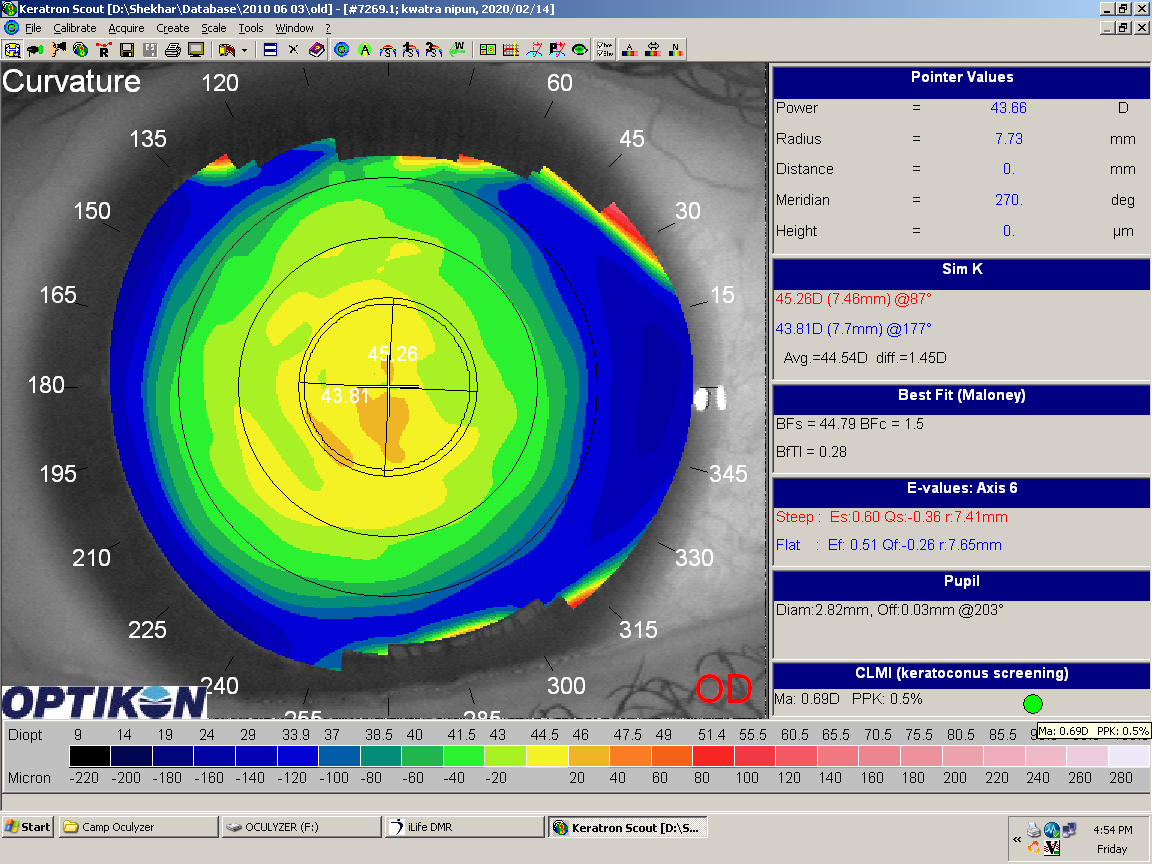 Keratron Scout [D:\Shekhar\Database\2010 06 03\old] - [#7269.1; kwatra nipun, 2020/02/14]
File Calibrate Acquire Create Scale Tools Window ?
Curvature
120 60
135 45
150 30
165 15
180
195 345
210 330
225 315
240 300
255 285
45.26
43.81
OD
OPTIKON
Pointer Values
Power = 43.66 D
Radius = 7.73 mm
Distance = 0. mm
Meridian = 270. deg
Height = 0. µm
Sim K
45.26D (7.46mm) @87°
43.81D (7.7mm) @177°
Avg.=44.54D diff.=1.45D
Best Fit (Maloney)
BFs = 44.79 BFc = 1.5
BfTI = 0.28
E-values: Axis 6
Steep : Es:0.60 Qs:-0.36 r:7.41mm
Flat : Ef: 0.51 Qf:-0.26 r:7.65mm
Pupil
Diam:2.82mm, Off:0.03mm @203°
CLMI (keratoconus screening)
Ma: 0.69D PPK: 0.5%
Ma: 0.69D PPK: 0.5%
Diopt 9 14 19 24 29 33.9 37 38.5 40 41.5 43 44.5 46 47.5 49 51.4 55.5 60.5 65.5 70.5 75.5 80.5 85.5
Micron -220 -200 -180 -160 -140 -120 -100 -80 -60 -40 -20 20 40 60 80 100 120 140 160 180 200 220 240 260 280
Start Camp Oculyzer OCULYZER (F:) iLife DMR Keratron Scout [D:\S... « 4:54 PM
Friday